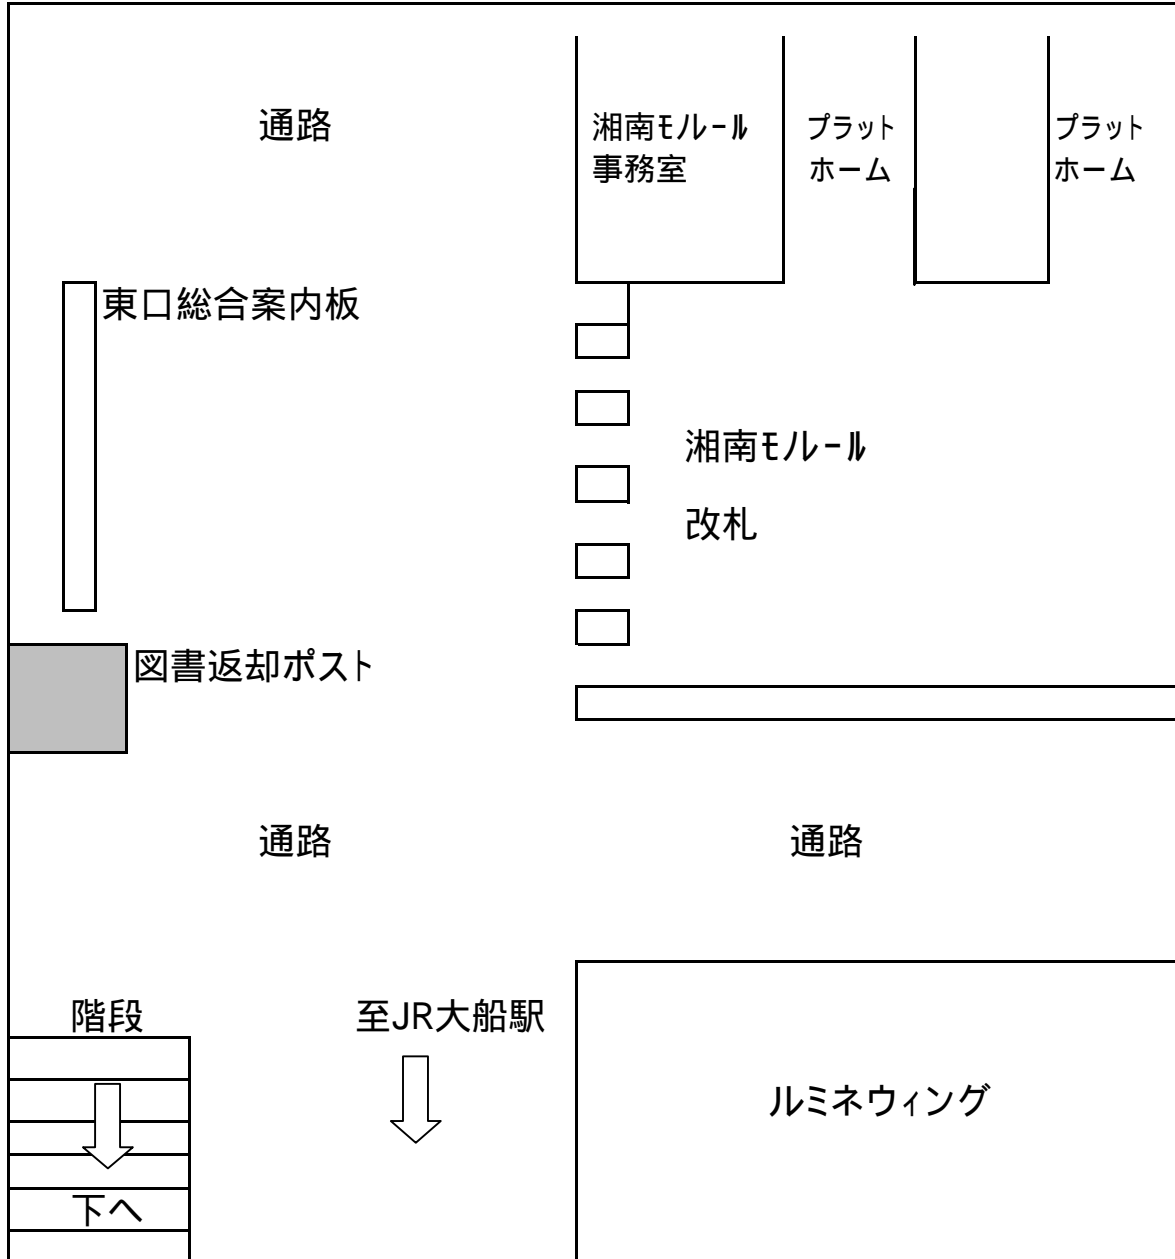 通路
湘南モノレール
事務室
プラット
ホーム
プラット
ホーム
東口総合案内板
湘南モノレール
改札
図書返却ポスト
通路
通路
階段
至JR大船駅
ルミネウィング
下へ